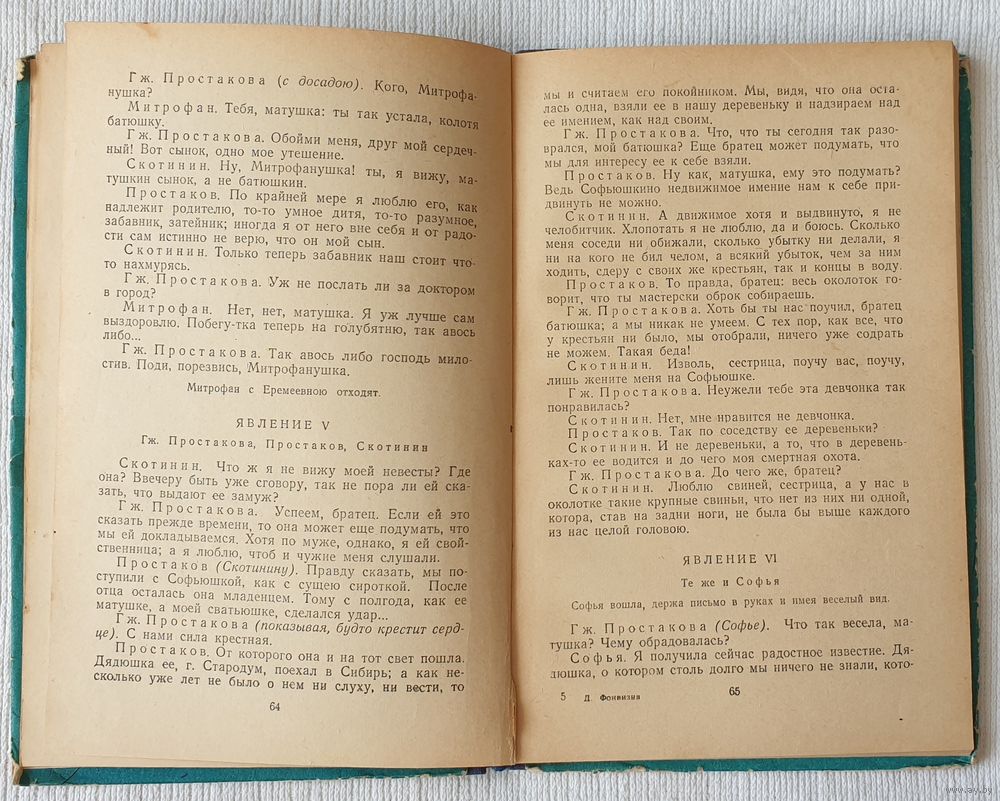 Гж. Простакова (с досадою). Кого, Митрофа-
нушка?
Митрофан. Тебя, матушка: ты так устала, колотя
батюшку.
Гж. Простакова. Обойми меня, друг мой сердеч-
ный! Вот сынок, одно мое утешение.
Скотинин. Ну, Митрофанушка! ты, я вижу, ма-
тушкин сынок, а не батюшкин.
Простаков. По крайней мере я люблю его, как
надлежит родителю, то-то умное дитя, то-то разумное,
забавник, затейник; иногда я от него вне себя и от радо-
сти сам истинно не верю, что он мой сын.
Скотинин. Только теперь забавник наш стоит что-
то нахмурясь.
Гж. Простакова. Уж не послать ли за доктором
в город?
Митрофан. Нет, нет, матушка. Я уж лучше сам
выздоровлю. Побегу-тка теперь на голубятню, так авось
либо...
Гж. Простакова. Так авось либо господь мило-
стив. Поди, порезвись, Митрофанушка.
Митрофан с Еремеевною отходят.
ЯВЛЕНИЕ V
Гж. Простакова, Простаков, Скотинин
Скотинин. Что ж я не вижу моей невесты? Где
она? Ввечеру быть уже сговору, так не пора ли ей ска-
зать, что выдают ее замуж?
Гж. Простакова. Успеем, братец. Если ей это
сказать прежде времени, то она может еще подумать, что
мы ей докладываемся. Хотя по муже, однако, я ей свой-
ственница; а я люблю, чтоб и чужие меня слушали.
Простаков (Скотинину). Правду сказать, мы по-
ступили с Софьюшкой, как с сущею сироткой. После
отца осталась она младенцем. Тому с полгода, как ее
матушке, а моей сватьюшке, сделался удар...
Гж. Простакова (показывая, будто крестит серд-
це). С нами сила крестная.
Простаков. От которого она и на тот свет пошла.
Дядюшка ее, г. Стародум, поехал в Сибирь; а как не-
сколько уже лет не было о нем ни слуху, ни вести, то
64
мы и считаем его покойником. Мы, видя, что она оста-
лась одна, взяли ее в нашу деревеньку и надзираем над
ее имением, как над своим.
Гж. Простакова. Что, что ты сегодня так разо-
врался, мой батюшка? Еще братец может подумать, что
мы для интересу ее к себе взяли.
Простаков. Ну как, матушка, ему это подумать?
Ведь Софьюшкино недвижимое имение нам к себе при-
двинуть не можно.
Скотинин. А движимое хотя и выдвинуто, я не
челобитчик. Хлопотать я не люблю, да и боюсь. Сколько
меня соседи ни обижали, сколько убытку ни делали, я
ни на кого не бил челом, а всякий убыток, чем за ним
ходить, сдеру с своих же крестьян, так и концы в воду.
Простаков. То правда, братец: весь околоток го-
ворит, что ты мастерски оброк собираешь.
Гж. Простакова. Хоть бы ты нас поучил, братец
батюшка; а мы никак не умеем. С тех пор, как все, что
у крестьян ни было, мы отобрали, ничего уже содрать
не можем. Такая беда!
Скотинин. Изволь, сестрица, поучу вас, поучу,
лишь жените меня на Софьюшке.
Гж. Простакова. Неужели тебе эта девчонка так
понравилась?
Скотинин. Нет, мне нравится не девчонка.
Простаков. Так по соседству ее деревеньки?
Скотинин. И не деревеньки, а то, что в деревень-
ках-то ее водится и до чего моя смертная охота.
Гж. Простакова. До чего же, братец?
Скотинин. Люблю свиней, сестрица, а у нас в
околотке такие крупные свиньи, что нет из них ни одной,
котора, став на задни ноги, не была бы выше каждого
из нас целой головою.
ЯВЛЕНИЕ VI
Те же и Софья
Софья вошла, держа письмо в руках и имея веселый вид.
Гж. Простакова (Софье). Что так весела, ма-
тушка? Чему обрадовалась?
Софья. Я получила сейчас радостное известие. Дя-
дюшка, о котором столь долго мы ничего не знали, кото-
5 Д. Фонвизин 65
www.ay.by